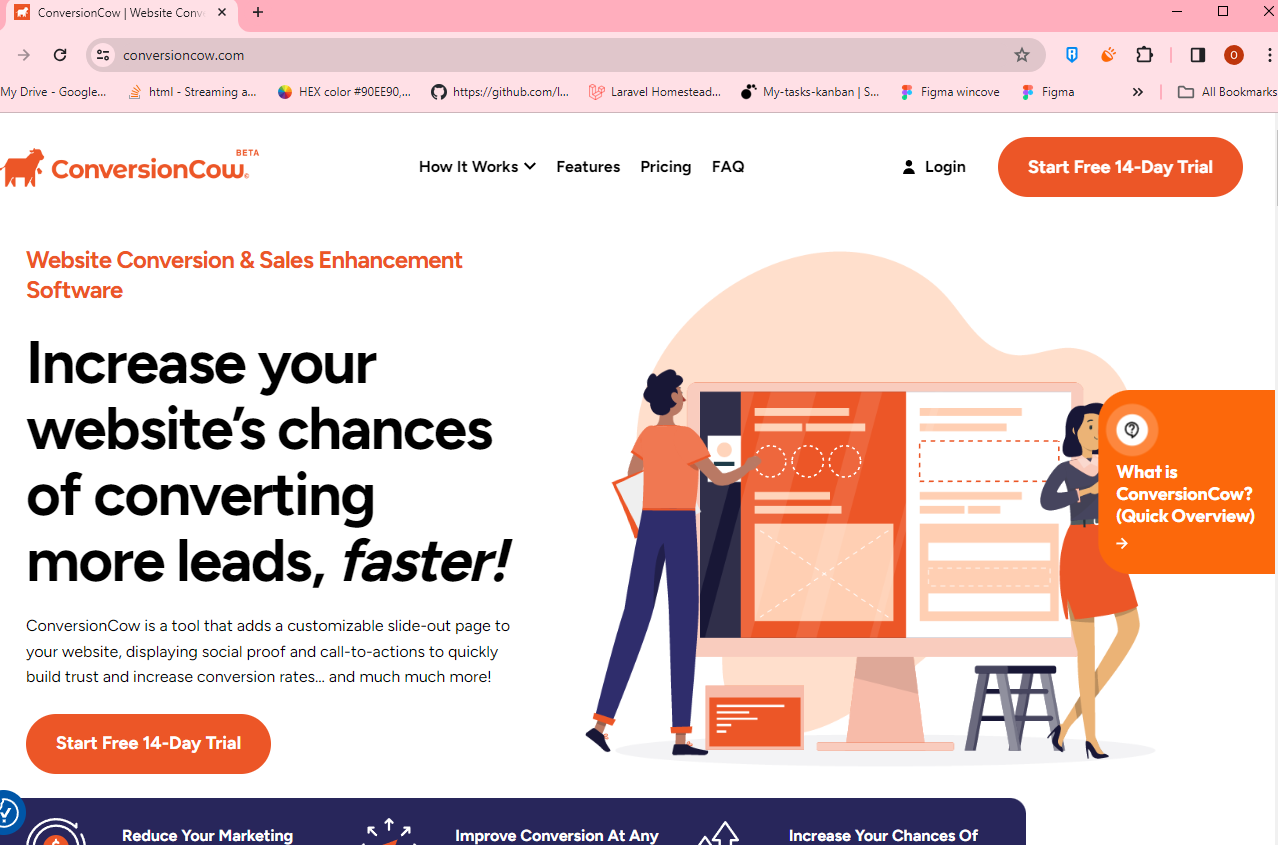 ConversionCow | Website Conv
conversioncow.com
O
My Drive - Google...
html - Streaming a...
HEX color #90EE90,...
https://github.com/l...
Laravel Homestead...
My-tasks-kanban | S...
Figma wincove
Figma
»
All Bookmarks
ConversionCow
BETA
How It Works
Features
Pricing
FAQ
Login
Start Free 14-Day Trial
Website Conversion & Sales Enhancement
Software
Increase your
website’s chances
of converting
more leads, faster!
ConversionCow is a tool that adds a customizable slide-out page to
your website, displaying social proof and call-to-actions to quickly
build trust and increase conversion rates... and much much more!
Start Free 14-Day Trial
What is
ConversionCow?
(Quick Overview)
Reduce Your Marketing
Improve Conversion At Any
Increase Your Chances Of